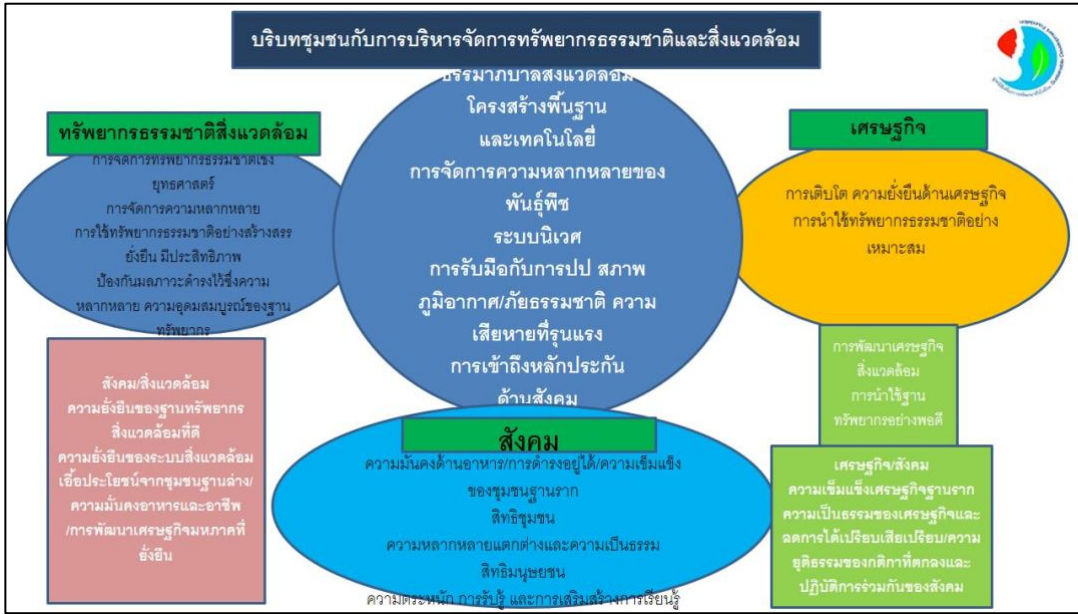 บริบทชุมชนกับการบริหารจัดการทรัพยากรธรรมชาติและสิ่งแวดล้อม
ธรรมาภิบาลสิ่งแวดล้อม
โครงสร้างพื้นฐาน
และเทคโนโลยี่
การจัดการความหลากหลายของ
พันธุ์พืช
ระบบนิเวศ
การรับมือกับการปป สภาพ
ภูมิอากาศ/ภัยธรรมชาติ ความ
เสียหายที่รุนแรง
การเข้าถึงหลักประกัน
ด้านสังคม
ทรัพยากรธรรมชาติสิ่งแวดล้อม
การจัดการทรัพยากรธรรมชาติเชิง
ยุทธศาสตร์
การจัดการความหลากหลาย
การใช้ทรัพยากรธรรมชาติอย่างสร้างสรร
ยั่งยืน มีประสิทธิภาพ
ป้องกันมลภาวะดำรงไว้ซึ่งความ
หลากหลาย ความอุดมสมบูรณ์ของฐาน
ทรัพยากร
เศรษฐกิจ
การเติบโต ความยั่งยืนด้านเศรษฐกิจ
การนำใช้ทรัพยากรธรรมชาติอย่าง
เหมาะสม
สังคม/สิ่งแวดล้อม
ความยั่งยืนของฐานทรัพยากร
สิ่งแวดล้อมที่ดี
ความยั่งยืนของระบบสิ่งแวดล้อม
เอื้อประโยชน์จากชุมชนฐานล่าง/
ความมั่นคงอาหารและอาชีพ
/การพัฒนาเศรษฐกิจมหภาคที่
ยั่งยืน
สังคม
ความมั่นคงด้านอาหาร/การดำรงอยู่ได้/ความเข็มแข็ง
ของชุมชนฐานราก
สิทธิชุมชน
ความหลากหลายแตกต่างและความเป็นธรรม
สิทธิมนุษยชน
ความตระหนัก การรับรู้ และการเสริมสร้างการเรียนรู้
การพัฒนาเศรษฐกิจ
สิ่งแวดล้อม
การนำใช้ฐาน
ทรัพยากรอย่างพอดี
เศรษฐกิจ/สังคม
ความเข็มแข็งเศรษฐกิจฐานราก
ความเป็นธรรมของเศรษฐกิจและ
ลดการได้เปรียบเสียเปรียบ/ความ
ยุติธรรมของกติกาที่ตกลงและ
ปฏิบัติการร่วมกันของสังคม